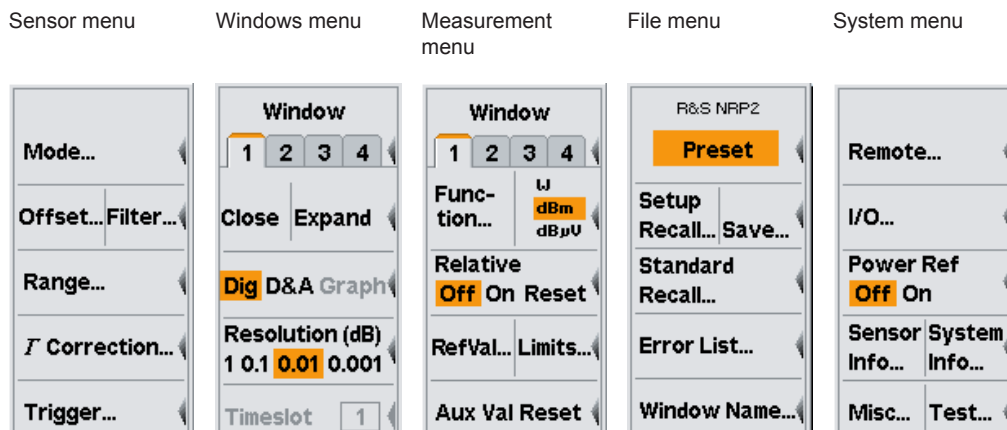 Sensor menu
Windows menu
Measurement
menu
File menu
System menu
Mode...
Offset... Filter...
Range...
Γ Correction...
Trigger...
Window
1 2 3 4
Close Expand
Dig D&A Graph
Resolution (dB)
1 0.1 0.01 0.001
Timeslot 1
Window
1 2 3 4
Func-
tion...
W
dBm
dBµV
Relative
Off On Reset
RefVal... Limits...
Aux Val Reset
R&S NRP2
Preset
Setup
Recall... Save...
Standard
Recall...
Error List...
Window Name...
Remote...
I/O...
Power Ref
Off On
Sensor System
Info... Info...
Misc... Test...